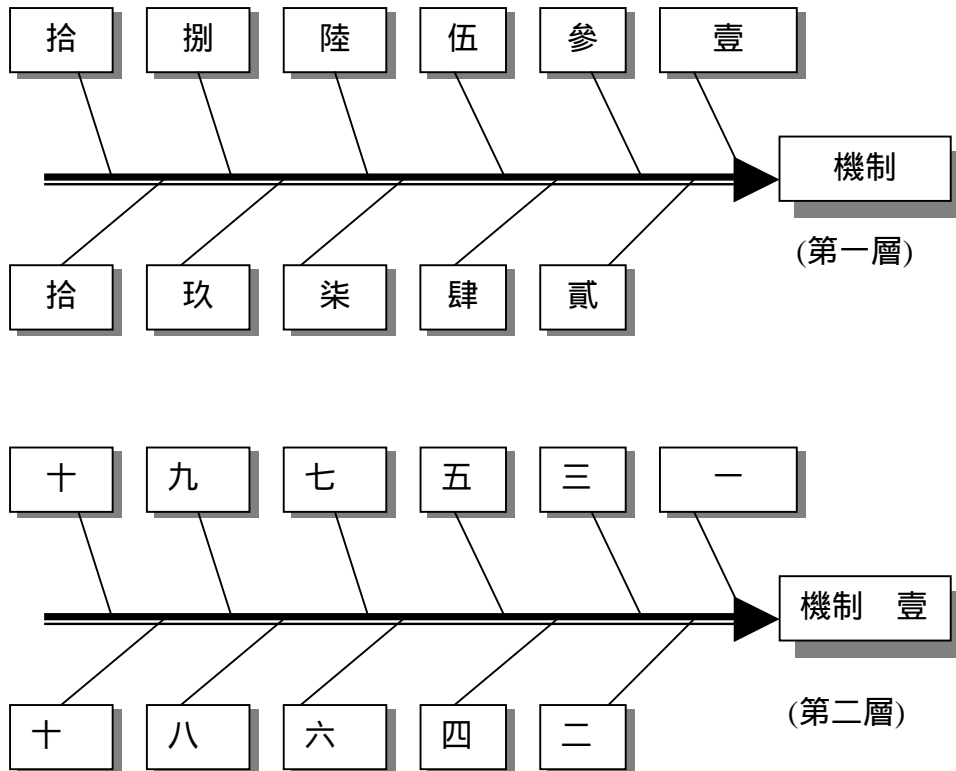 拾 捌 陸 伍 參 壹
機制
(第一層)
拾 玖 柒 肆 貳
十 九 七 五 三 一
機制 壹
(第二層)
十 八 六 四 二